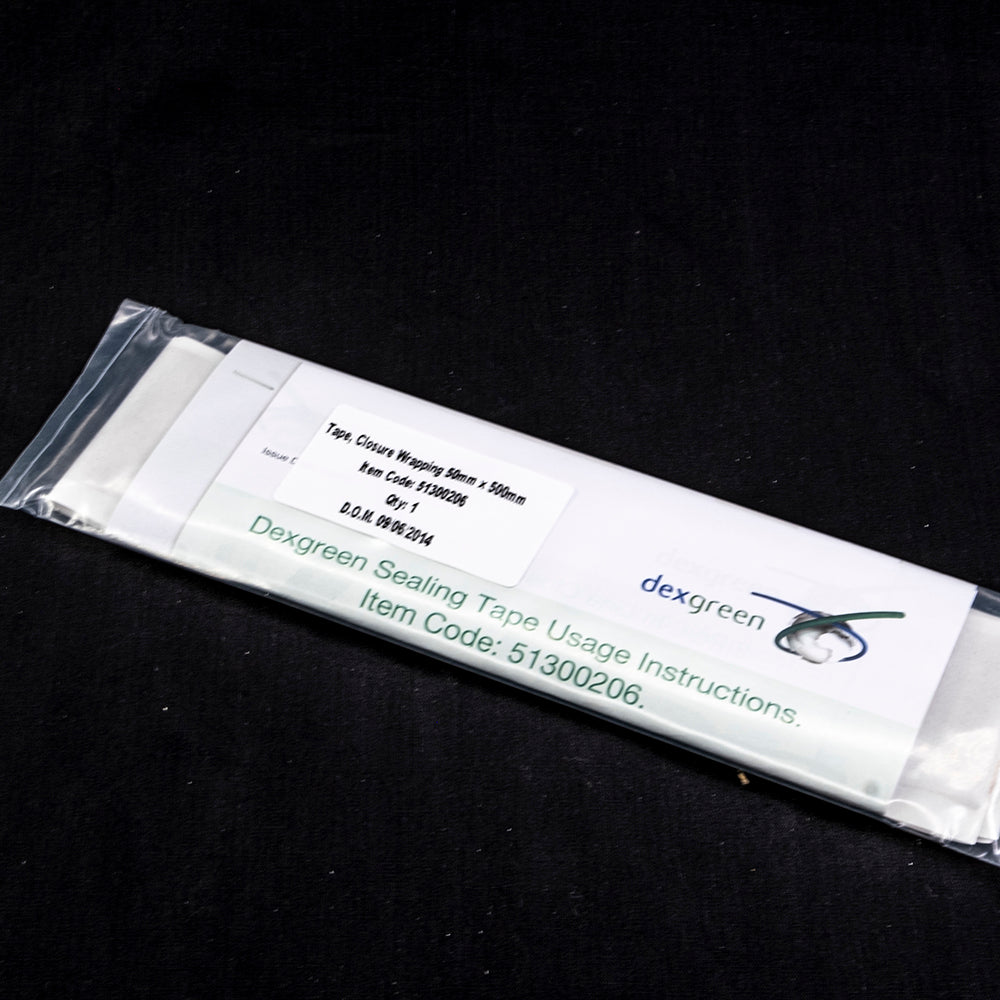 Tape, Closure Wrapping 50mm x 500mm
Item Code: 51300206
Qty: 1
D.O.M. 09/06/2014
Issue D
dexgreen
Dexgreen Sealing Tape Usage Instructions.
Item Code: 51300206.